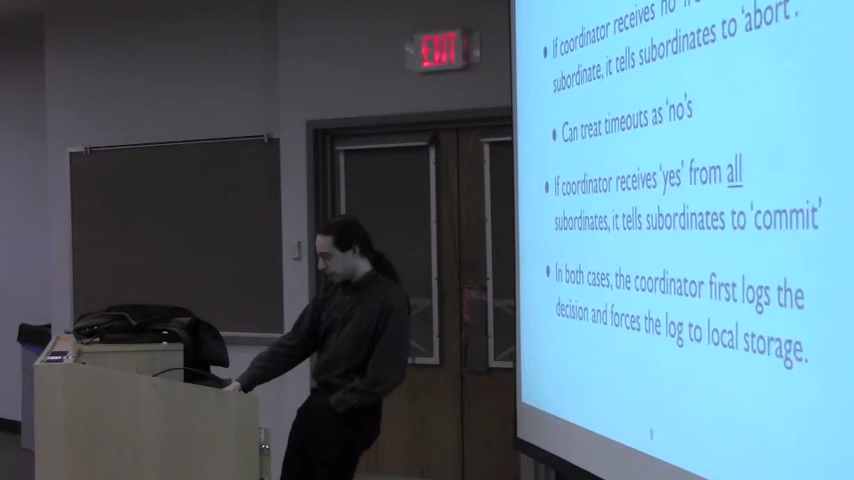 EXIT
• If coordinator receives 'no'
subordinate, it tells subordinates to 'abort'.
• Can treat timeouts as 'no's
• If coordinator receives 'yes' from all
subordinates, it tells subordinates to 'commit'
• In both cases, the coordinator first logs the
decision and forces the log to local storage.